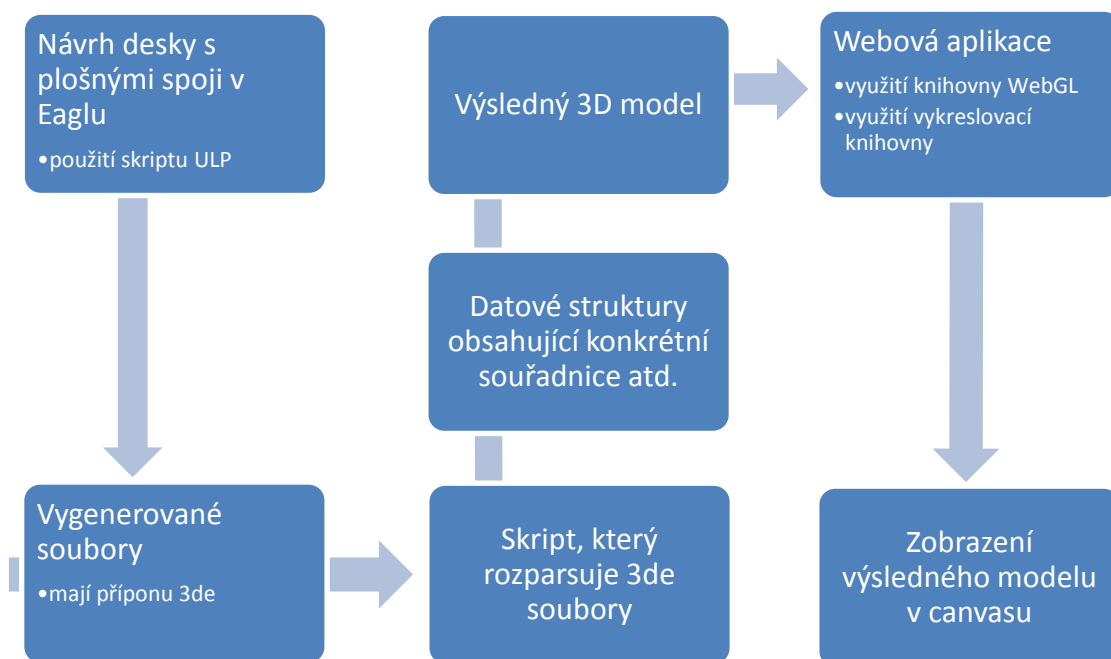 Návrh desky s
plošnými spoji v
Eaglu
•použití skriptu ULP
Vygenerované
soubory
•mají příponu 3de
Skript, který
rozparsuje 3de
soubory
Datové struktury
obsahující konkrétní
souřadnice atd.
Výsledný 3D model
Webová aplikace
•využití knihovny WebGL
•využití vykreslovací
knihovny
Zobrazení
výsledného modelu
v canvasu